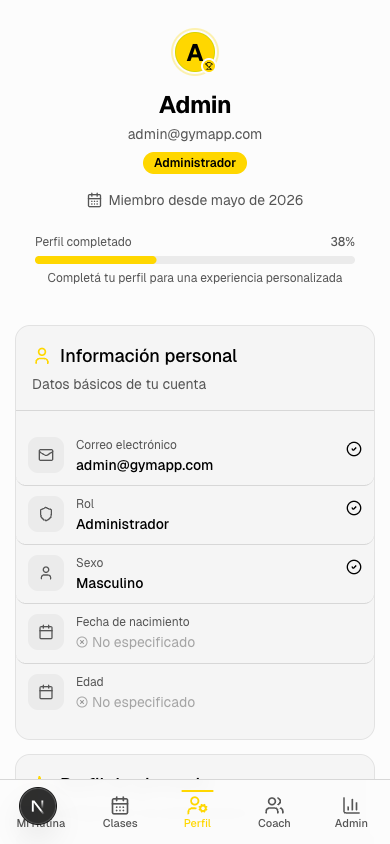 A
Admin
admin@gymapp.com
Administrador
Miembro desde mayo de 2026
Perfil completado
38%
Completá tu perfil para una experiencia personalizada
Información personal
Datos básicos de tu cuenta
Correo electrónico
admin@gymapp.com
Rol
Administrador
Sexo
Masculino
Fecha de nacimiento
No especificado
Edad
No especificado
N
Clases
Perfil
Coach
Admin